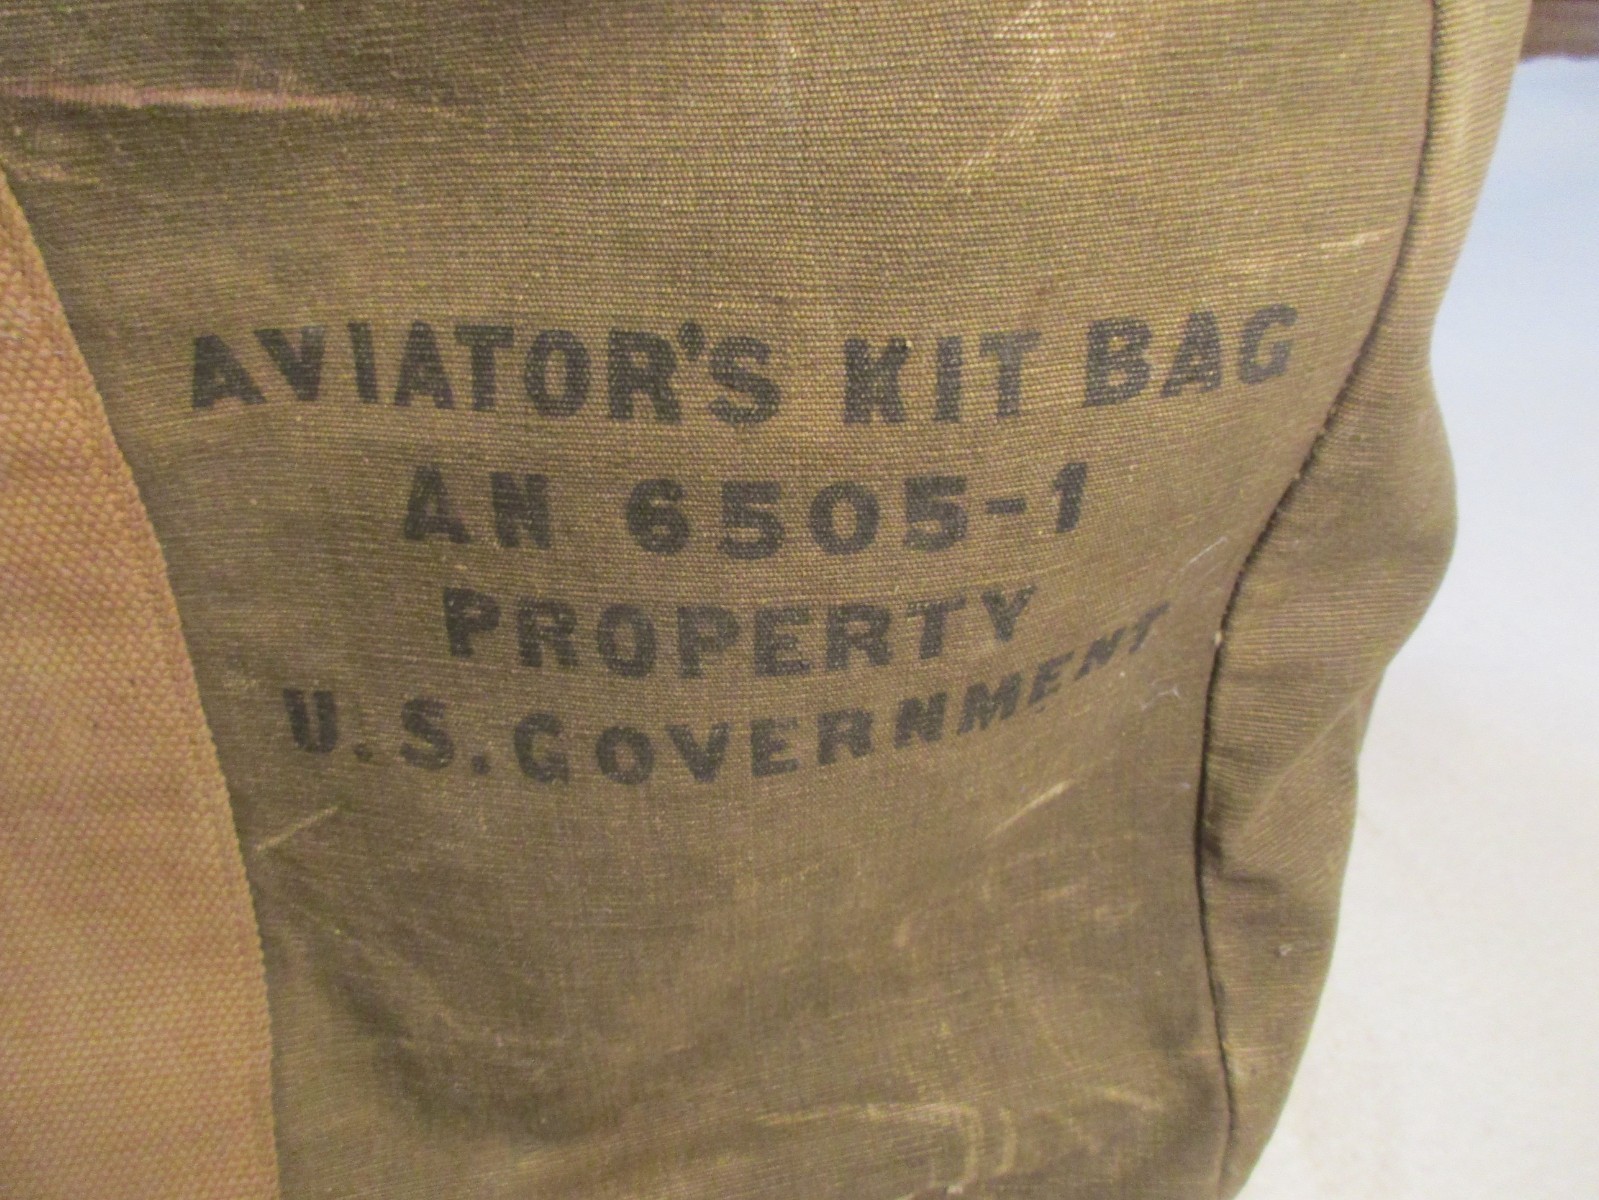 AVIATOR'S KIT BAG
AN 6505-1
PROPERTY
U.S.GOVERNMENT